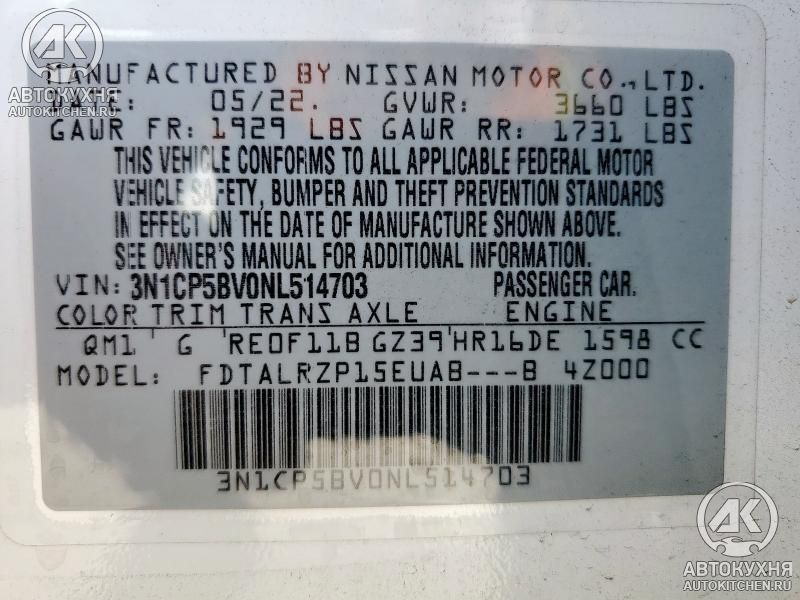 MANUFACTURED BY NISSAN MOTOR CO., LTD.
DATE: 05/22. GVWR: 3660 LBS
GAWR FR: 1929 LBS GAWR RR: 1731 LBS
THIS VEHICLE CONFORMS TO ALL APPLICABLE FEDERAL MOTOR
VEHICLE SAFETY, BUMPER AND THEFT PREVENTION STANDARDS
IN EFFECT ON THE DATE OF MANUFACTURE SHOWN ABOVE.
SEE OWNER'S MANUAL FOR ADDITIONAL INFORMATION.
VIN: 3N1CP5BV0NL514703 PASSENGER CAR.
COLOR TRIM TRANS AXLE ENGINE
QM1 ' G ' RE0F11B GZ39 ' HR16DE 1598 CC
MODEL: FDTALRZP15EUAB---B 4Z000
3N1CP5BV0NL514703
АВТОКУХНЯ
AUTOKITCHEN.RU
АВТОКУХНЯ
AUTOKITCHEN.RU